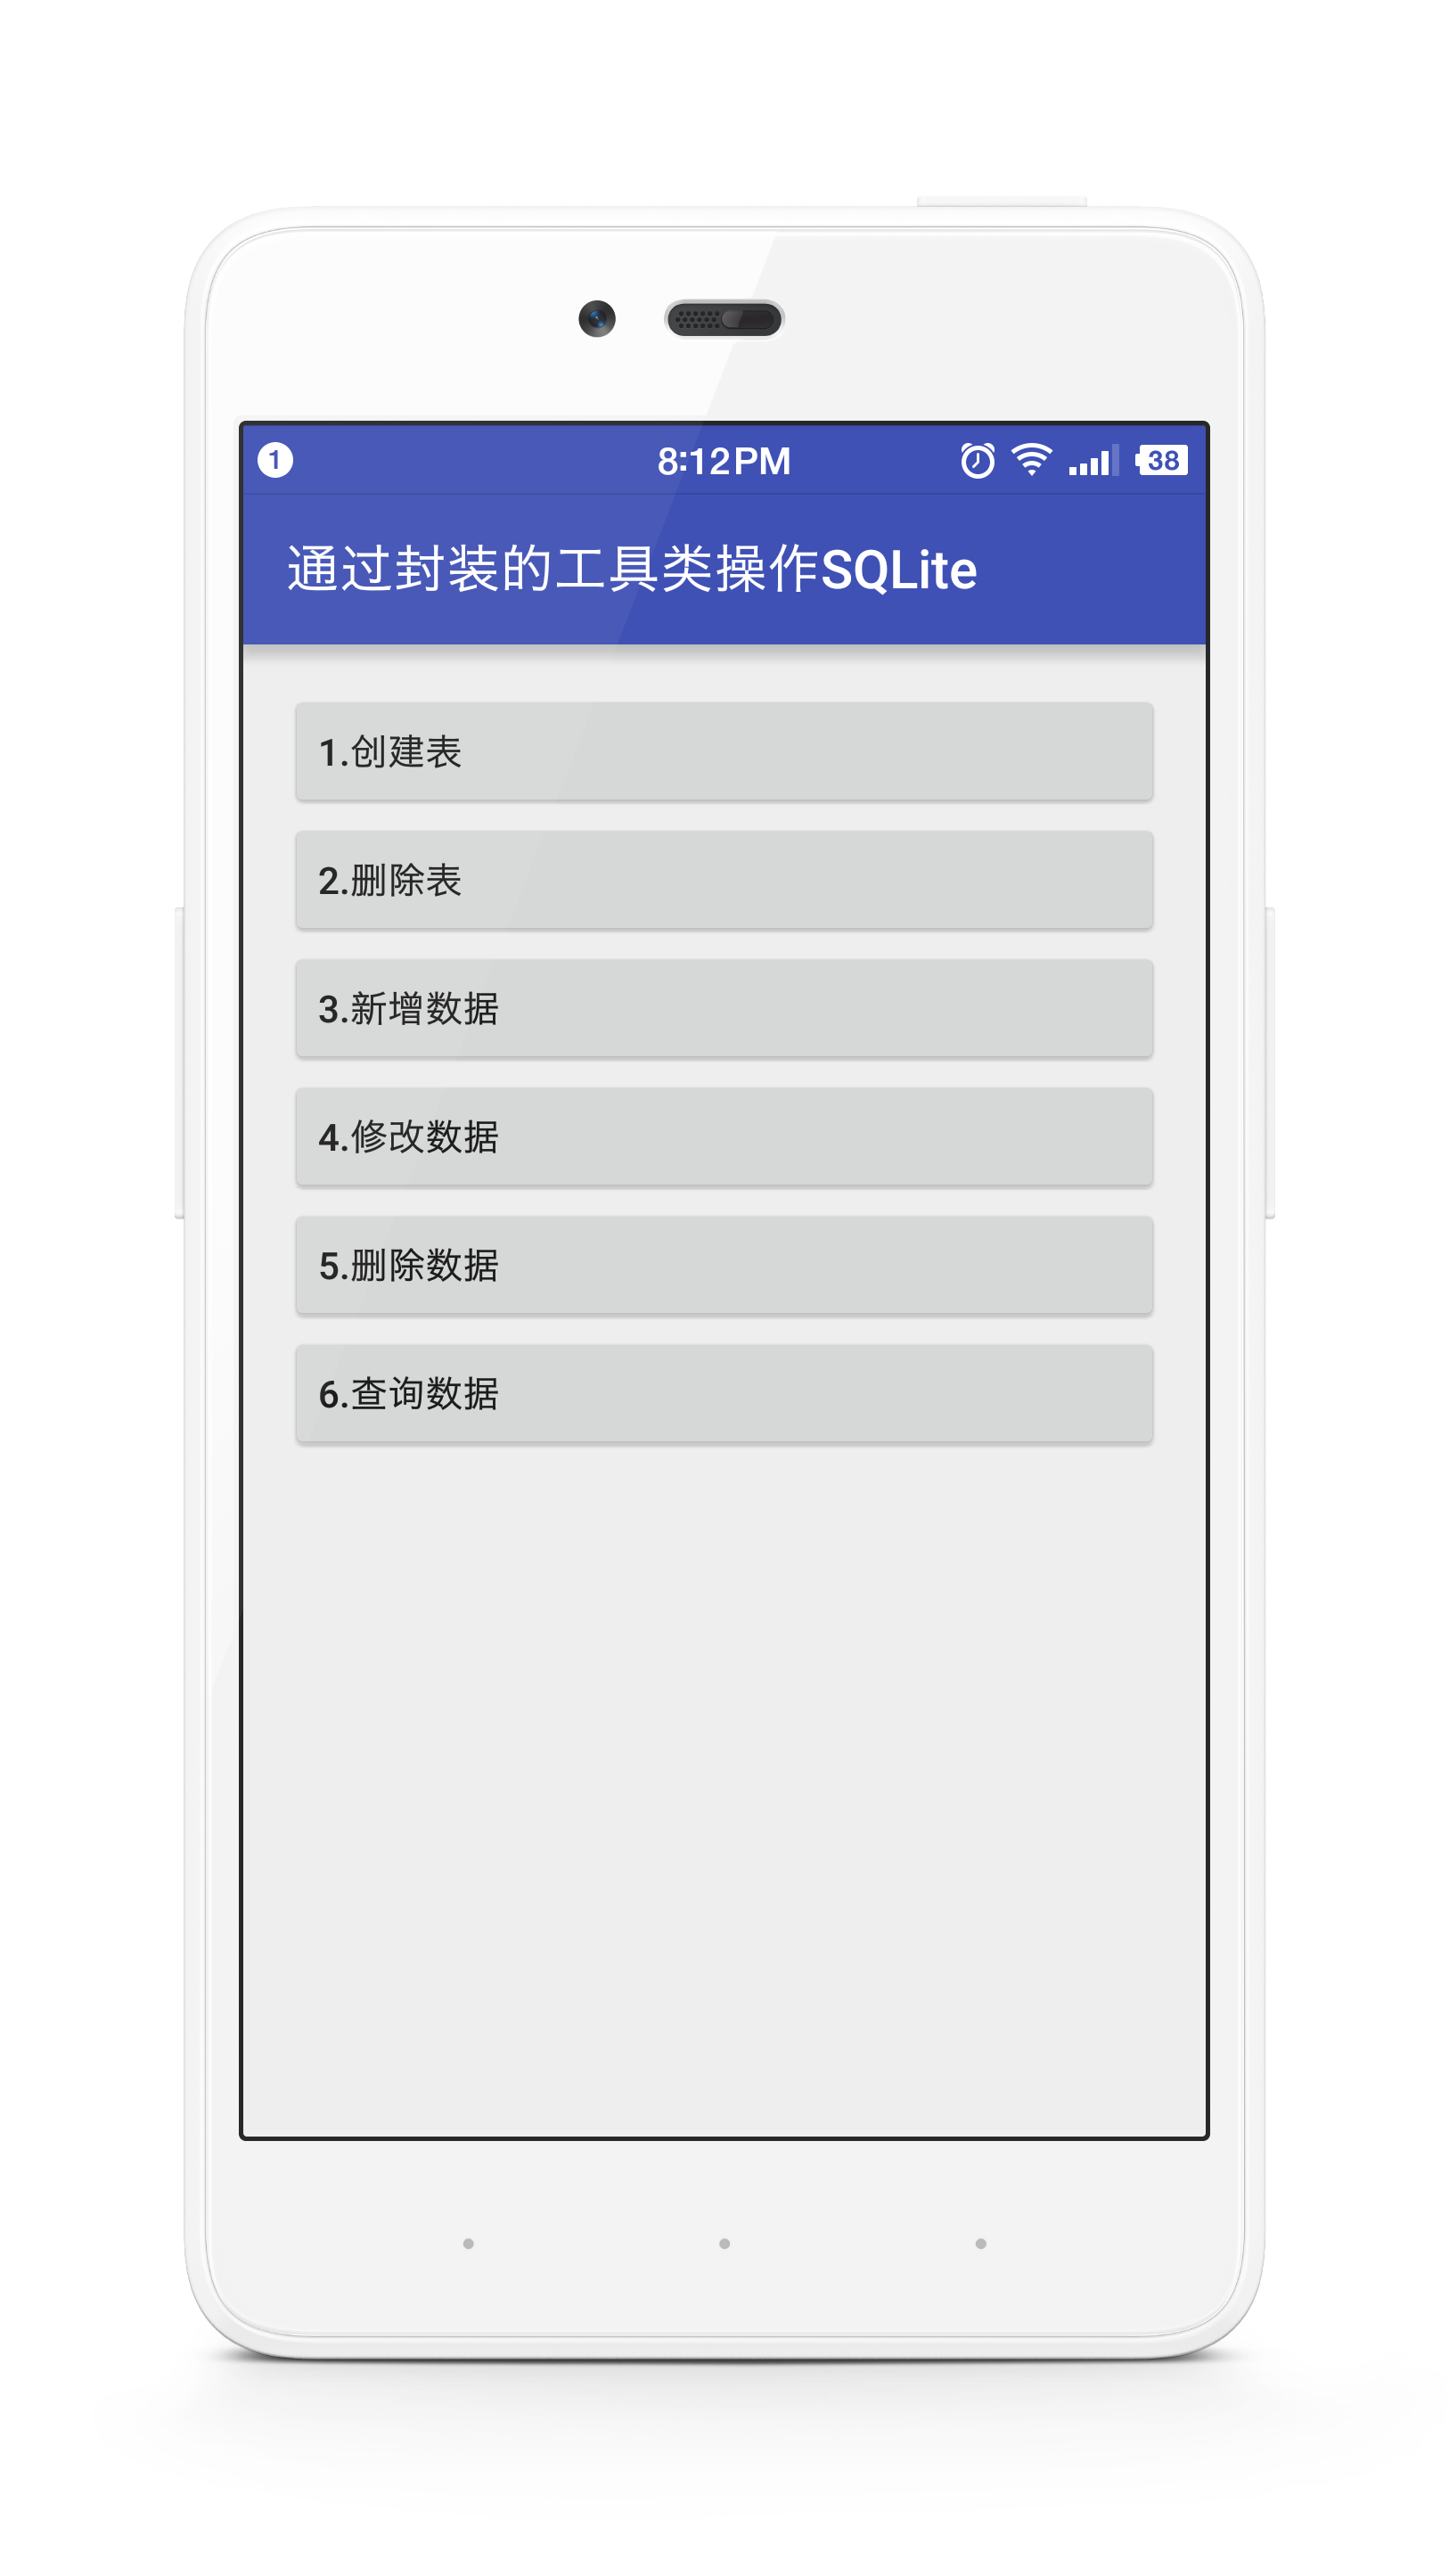 1 8:12PM 38
通过封装的工具类操作SQLite
1.创建表
2.删除表
3.新增数据
4.修改数据
5.删除数据
6.查询数据